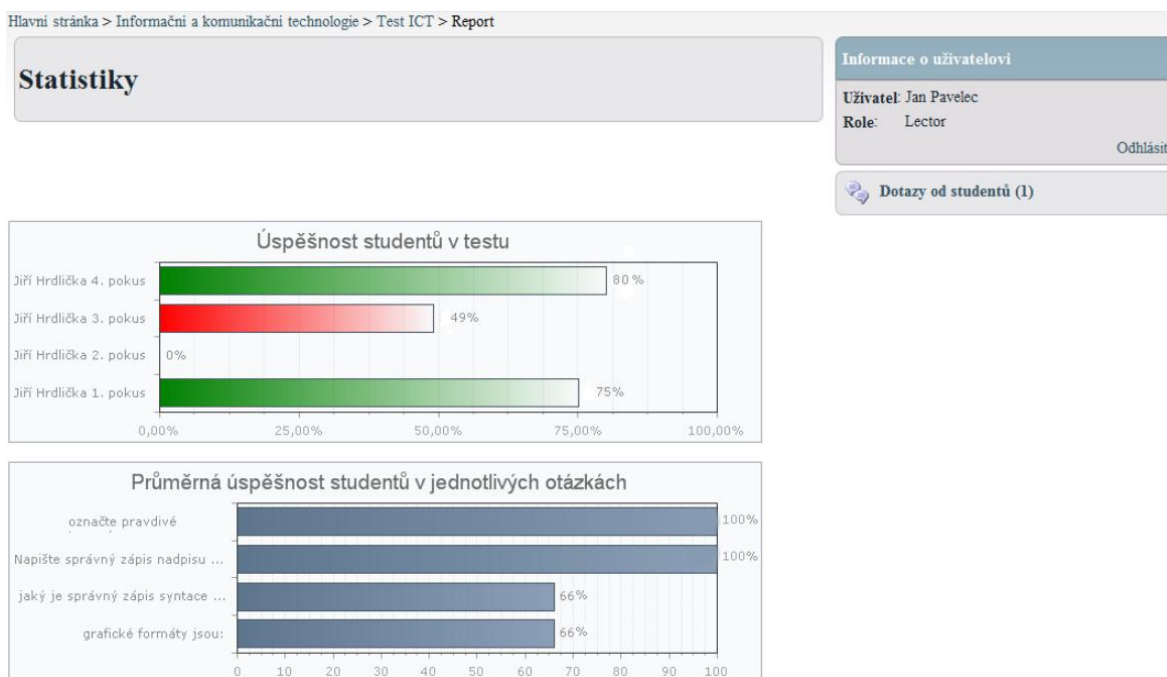 Hlavní stránka > Informační a komunikační technologie > Test ICT > Report
Statistiky
Informace o uživatelovi
Uživatel: Jan Pavelec
Role: Lector
Odhlásit
Dotazy od studentů (1)
Úspěšnost studentů v testu
Jiří Hrdlička 4. pokus 80%
Jiří Hrdlička 3. pokus 49%
Jiří Hrdlička 2. pokus 0%
Jiří Hrdlička 1. pokus 75%
0,00% 25,00% 50,00% 75,00% 100,00%
Průměrná úspěšnost studentů v jednotlivých otázkách
označte pravdivé 100%
Napište správný zápis nadpisu ... 100%
jaký je správný zápis syntace ... 66%
grafické formáty jsou: 66%
0 10 20 30 40 50 60 70 80 90 100